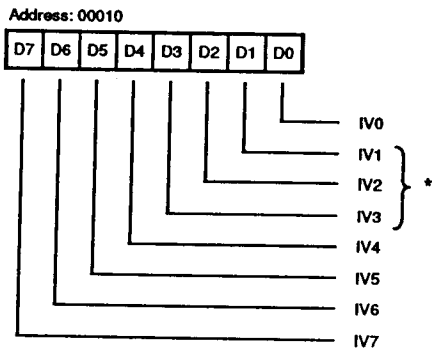 Address: 00010
D7 D6 D5 D4 D3 D2 D1 D0
IV0
IV1
IV2 *
IV3
IV4
IV5
IV6
IV7